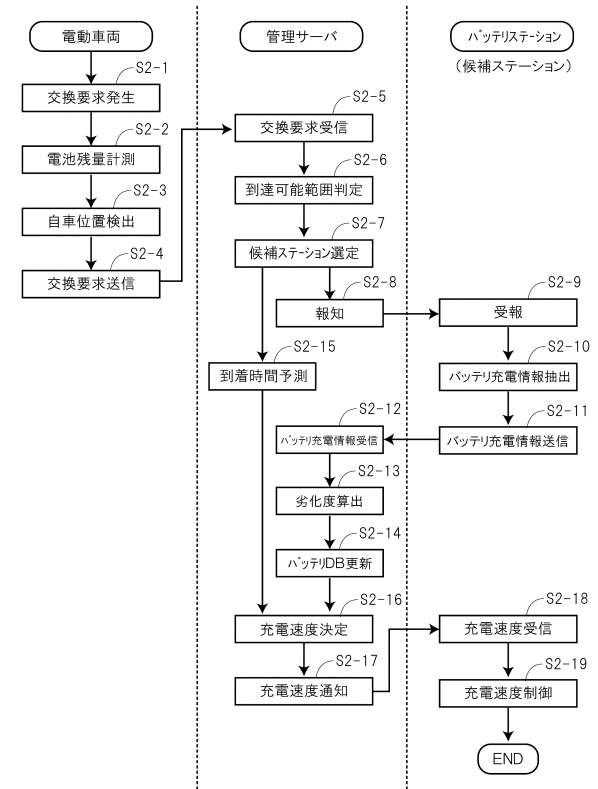 電動車両
管理サーバ
バッテリステーション
(候補ステーション)
S2-1
交換要求発生
S2-2
電池残量計測
S2-3
自車位置検出
S2-4
交換要求送信
S2-5
交換要求受信
S2-6
到達可能範囲判定
S2-7
候補ステーション選定
S2-8
報知
S2-9
受報
S2-10
バッテリ充電情報抽出
S2-11
バッテリ充電情報送信
S2-15
到着時間予測
S2-12
バッテリ充電情報受信
S2-13
劣化度算出
S2-14
バッテリDB更新
S2-16
充電速度決定
S2-17
充電速度通知
S2-18
充電速度受信
S2-19
充電速度制御
END